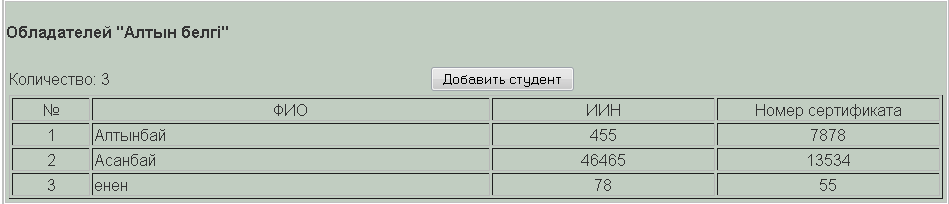 Обладателей "Алтын белгі"
Количество: 3 Добавить студент
№ ФИО ИИН Номер сертификата
1 Алтынбай 455 7878
2 Асанбай 46465 13534
3 енен 78 55